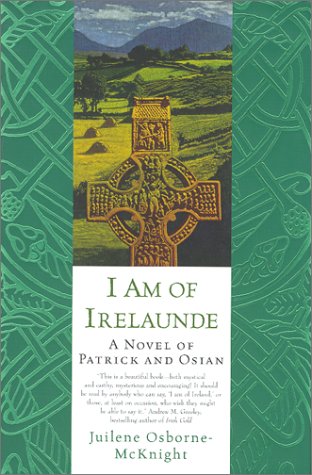 I AM OF
IRELAUNDE
A NOVEL OF
PATRICK AND OSIAN
"This is a beautiful book—both mystical
and earthy, mysterious and encouraging! It should
be read by anybody who can say, 'I am of Ireland,' or
those, at least on occasion, who wish they might
be able to say it." Andrew M. Greeley,
bestselling author of Irish Gold
Juilene Osborne-
McKnight